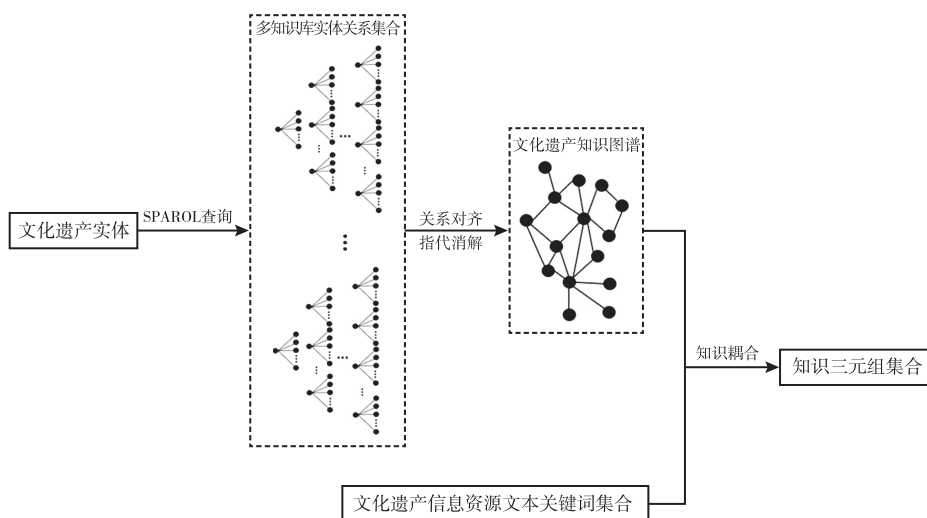 多知识库实体关系集合
文化遗产知识图谱
文化遗产实体
SPAROL查询
关系对齐
指代消解
知识耦合
知识三元组集合
文化遗产信息资源文本关键词集合